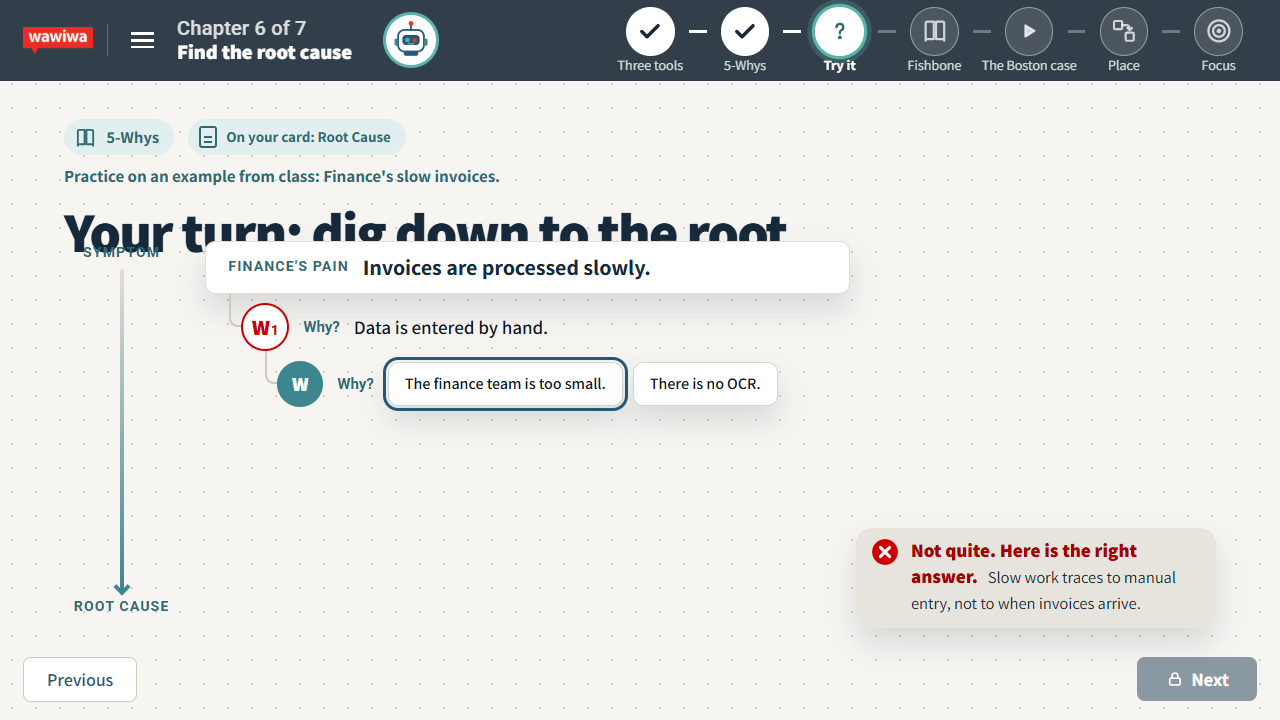 wawiwa
Chapter 6 of 7
Find the root cause
?
Three tools
5-Whys
Try it
Fishbone
The Boston case
Place
Focus
5-Whys
On your card: Root Cause
Practice on an example from class: Finance's slow invoices.
Your turn: dig down to the root
SYMPTOM
FINANCE'S PAIN Invoices are processed slowly.
W1 Why? Data is entered by hand.
W Why? The finance team is too small. There is no OCR.
Not quite. Here is the right
answer. Slow work traces to manual
entry, not to when invoices arrive.
ROOT CAUSE
Previous
Next